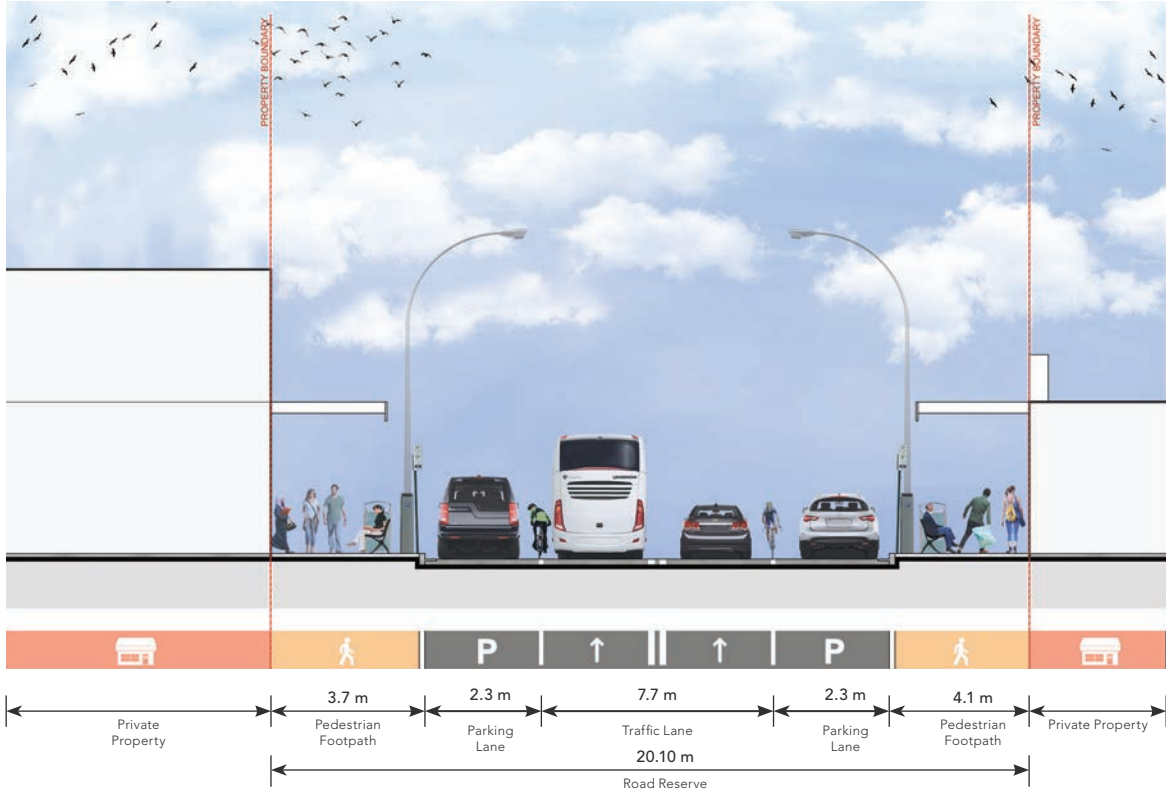 PROPERTY BOUNDARY
PROPERTY BOUNDARY
P
P
3.7 m
2.3 m
7.7 m
2.3 m
4.1 m
Private
Property
Pedestrian
Footpath
Parking
Lane
Traffic Lane
Parking
Lane
Pedestrian
Footpath
Private Property
20.10 m
Road Reserve